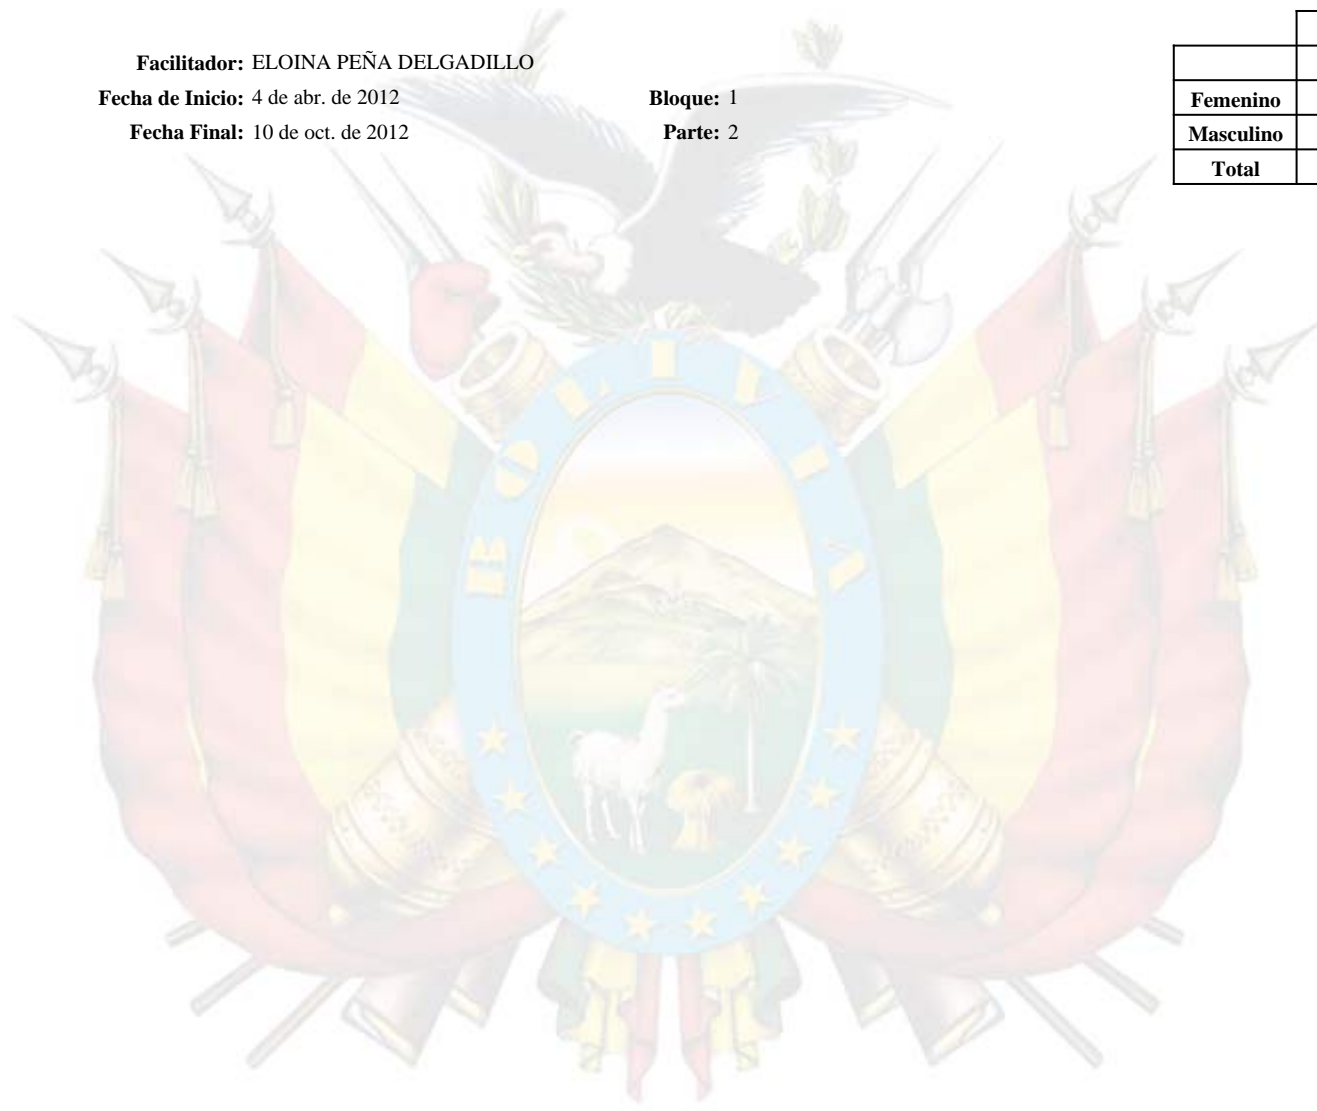 Facilitador: ELOINA PEÑA DELGADILLO
Fecha de Inicio: 4 de abr. de 2012 Bloque: 1
Fecha Final: 10 de oct. de 2012 Parte: 2
Femenino
Masculino
Total
BOLIVIA